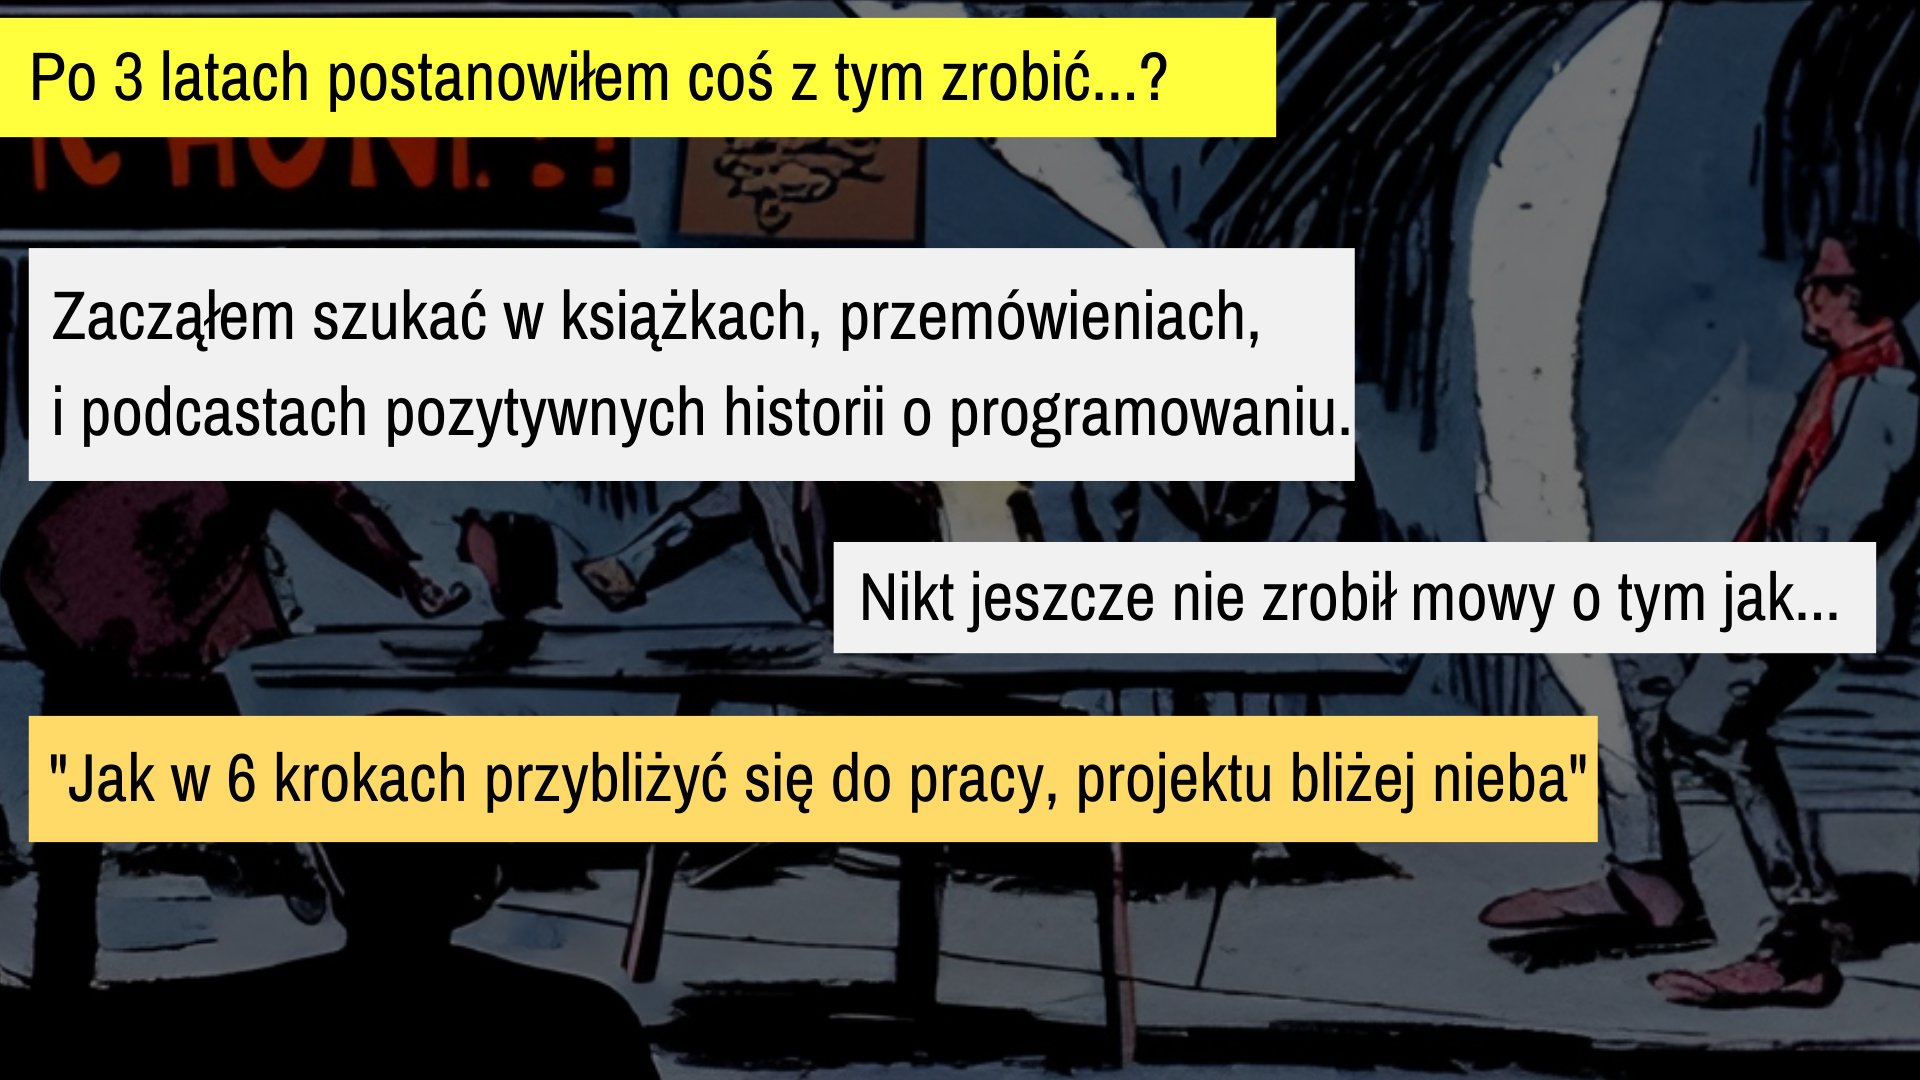 Po 3 latach postanowiłem coś z tym zrobić...?
Zacząłem szukać w książkach, przemówieniach,
i podcastach pozytywnych historii o programowaniu.
Nikt jeszcze nie zrobił mowy o tym jak...
"Jak w 6 krokach przybliżyć się do pracy, projektu bliżej nieba"